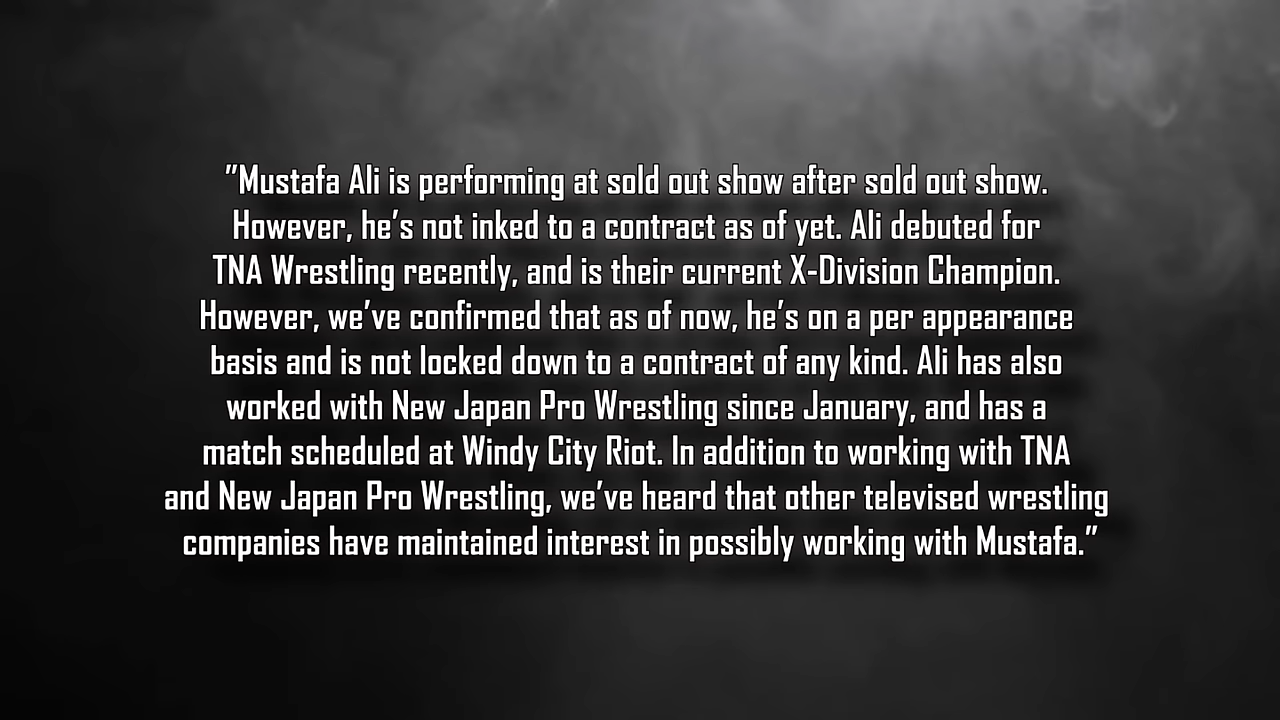 "Mustafa Ali is performing at sold out show after sold out show.
However, he's not inked to a contract as of yet. Ali debuted for
TNA Wrestling recently, and is their current X-Division Champion.
However, we've confirmed that as of now, he's on a per appearance
basis and is not locked down to a contract of any kind. Ali has also
worked with New Japan Pro Wrestling since January, and has a
match scheduled at Windy City Riot. In addition to working with TNA
and New Japan Pro Wrestling, we've heard that other televised wrestling
companies have maintained interest in possibly working with Mustafa."